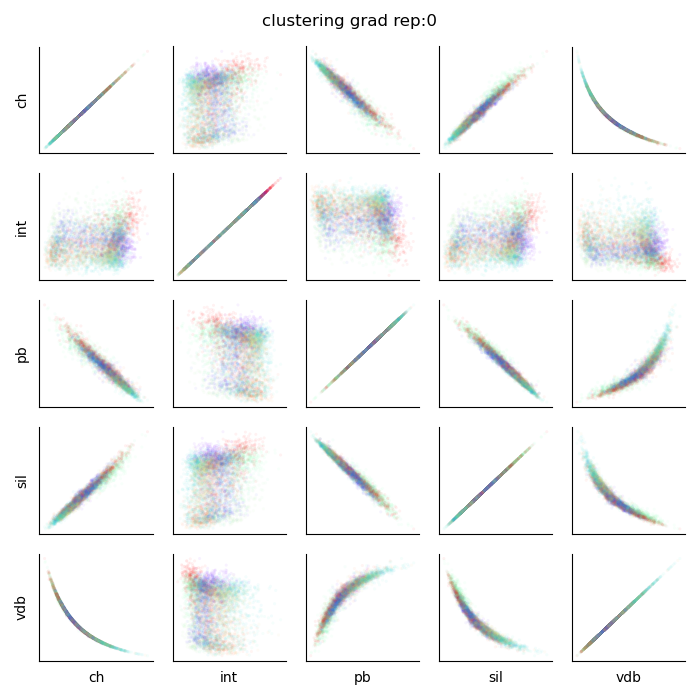 clustering grad rep:0
ch
int
pb
sil
vdb
ch
int
pb
sil
vdb